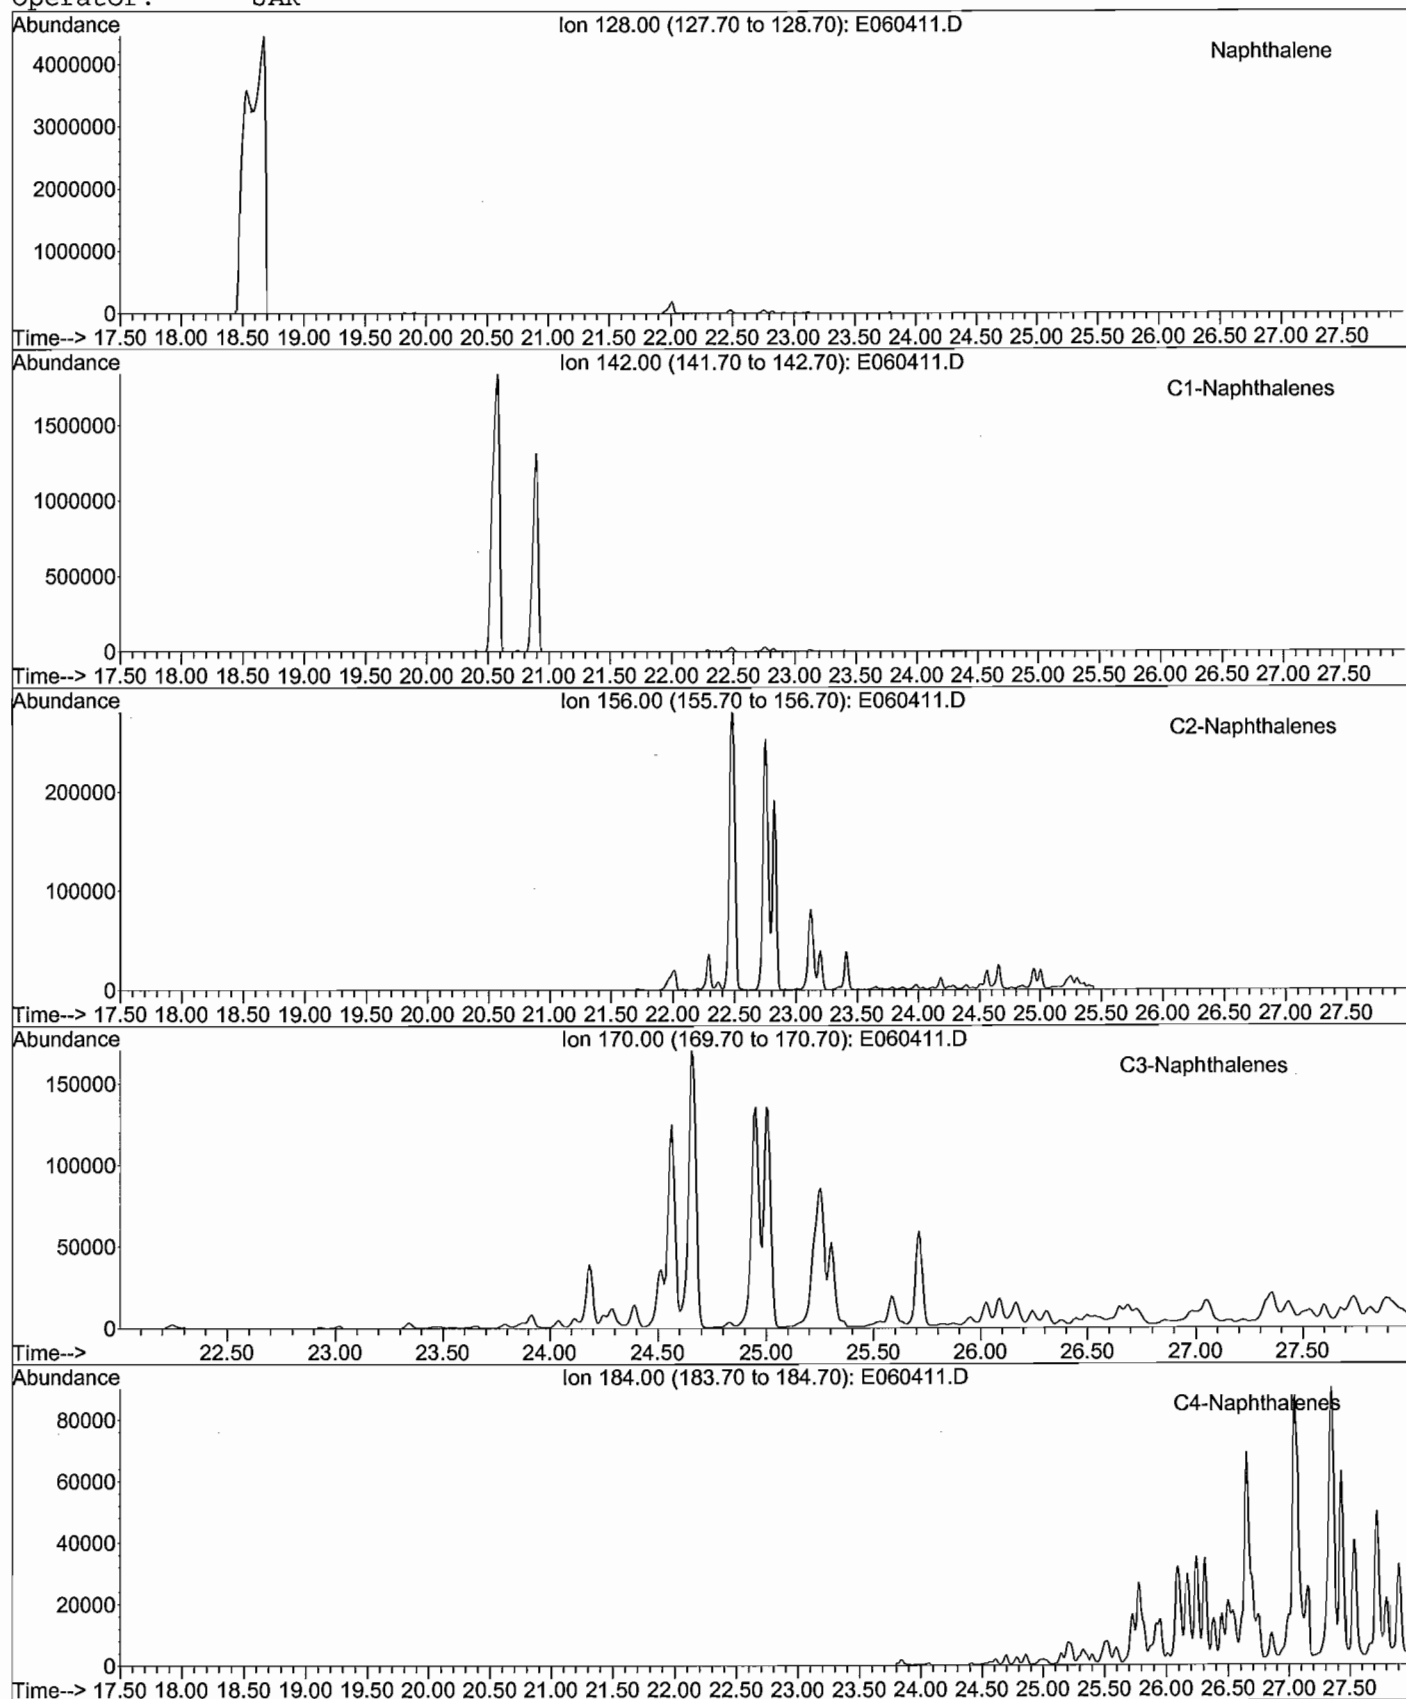 Abundance Ion 128.00 (127.70 to 128.70): E060411.D
Naphthalene
4000000
3000000
2000000
1000000
0
Time--> 17.50 18.00 18.50 19.00 19.50 20.00 20.50 21.00 21.50 22.00 22.50 23.00 23.50 24.00 24.50 25.00 25.50 26.00 26.50 27.00 27.50
Abundance Ion 142.00 (141.70 to 142.70): E060411.D
C1-Naphthalenes
1500000
1000000
500000
0
Time--> 17.50 18.00 18.50 19.00 19.50 20.00 20.50 21.00 21.50 22.00 22.50 23.00 23.50 24.00 24.50 25.00 25.50 26.00 26.50 27.00 27.50
Abundance Ion 156.00 (155.70 to 156.70): E060411.D
C2-Naphthalenes
200000
100000
0
Time--> 17.50 18.00 18.50 19.00 19.50 20.00 20.50 21.00 21.50 22.00 22.50 23.00 23.50 24.00 24.50 25.00 25.50 26.00 26.50 27.00 27.50
Abundance Ion 170.00 (169.70 to 170.70): E060411.D
C3-Naphthalenes
150000
100000
50000
0
Time--> 22.50 23.00 23.50 24.00 24.50 25.00 25.50 26.00 26.50 27.00 27.50
Abundance Ion 184.00 (183.70 to 184.70): E060411.D
C4-Naphthalenes
80000
60000
40000
20000
0
Time--> 17.50 18.00 18.50 19.00 19.50 20.00 20.50 21.00 21.50 22.00 22.50 23.00 23.50 24.00 24.50 25.00 25.50 26.00 26.50 27.00 27.50